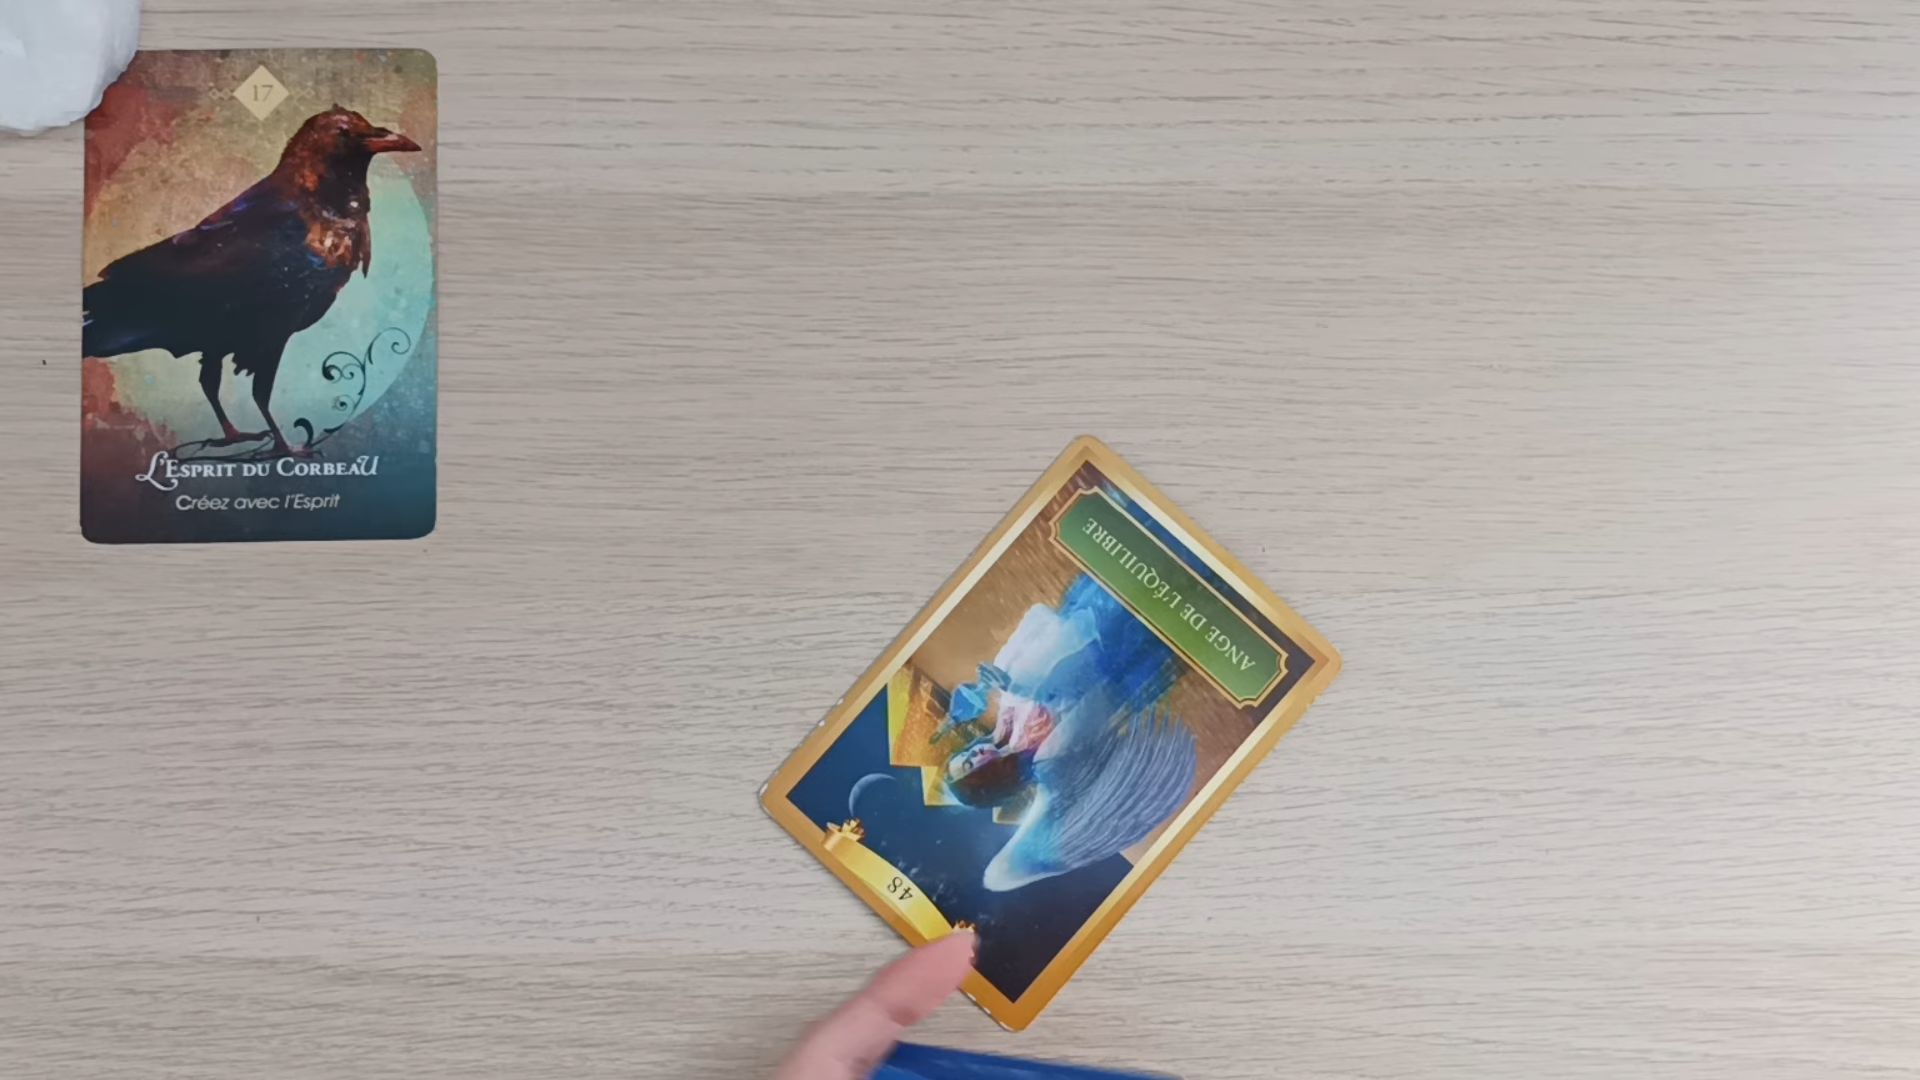 17
L'ESPRIT DU CORBEAU
Créez avec l'Esprit
ANGE DE L'ÉQUILIBRE
48